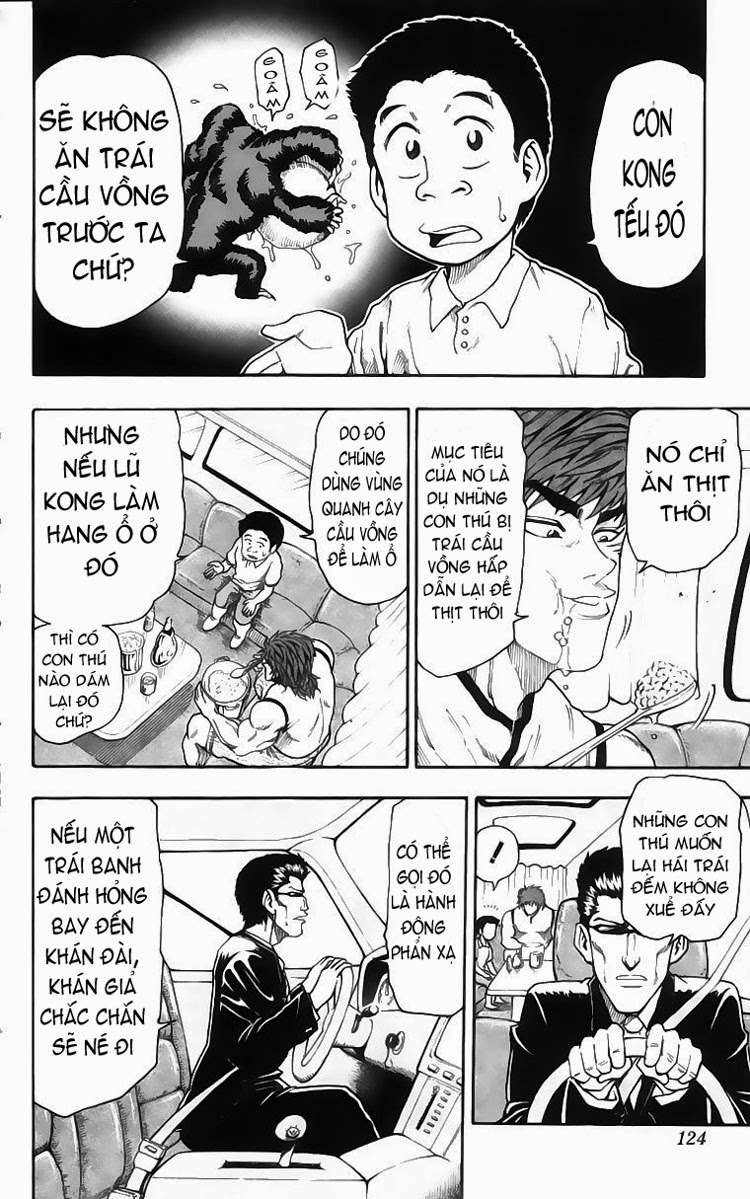 CÒN
KONG
TẾU ĐÓ
GOẰM
GOẰM
SẼ KHÔNG
ĂN TRÁI
CẦU VỒNG
TRƯỚC TA
CHỨ?
NÓ CHỈ
ĂN THỊT
THÔI
MỤC TIÊU
CỦA NÓ LÀ
DỤ NHỮNG
CON THÚ BỊ
TRÁI CẦU
VỒNG HẤP
DẪN LẠI ĐỂ
THỊT THÔI
DO ĐÓ
CHÚNG
DÙNG VÙNG
QUANH CÂY
CẦU VỒNG
ĐỂ LÀM Ổ
NHƯNG
NẾU LŨ
KONG LÀM
HANG Ổ Ở
ĐÓ
THÌ CÓ
CON THÚ
NÀO DÁM
LẠI ĐÓ
CHỨ?
NHỮNG CON
THÚ MUỐN
LẠI HÁI TRÁI
ĐẾM KHÔNG
XUỂ ĐẤY
!
CÓ THỂ
GỌI ĐÓ
LÀ HÀNH
ĐỘNG
PHẢN XẠ
NẾU MỘT
TRÁI BANH
ĐÁNH HỎNG
BAY ĐẾN
KHÁN ĐÀI,
KHÁN GIẢ
CHẮC CHẮN
SẼ NÉ ĐI
124